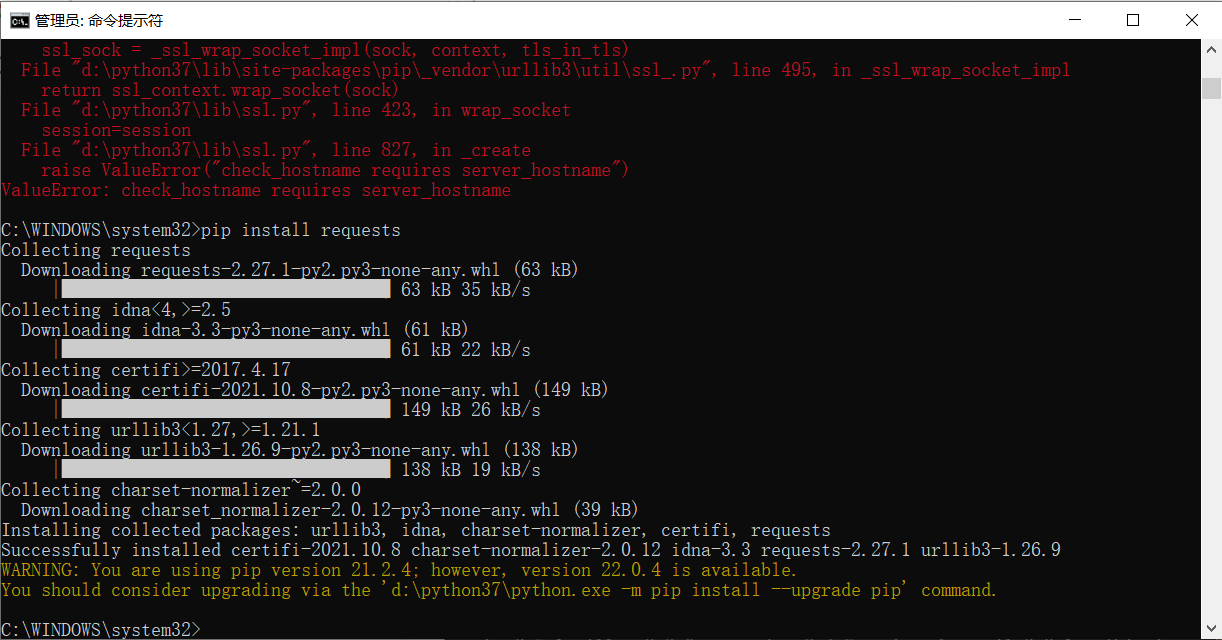 管理员: 命令提示符
ssl_sock = _ssl_wrap_socket_impl(sock, context, tls_in_tls)
File "d:\python37\lib\site-packages\pip\_vendor\urllib3\util\ssl_.py", line 495, in _ssl_wrap_socket_impl
return ssl_context.wrap_socket(sock)
File "d:\python37\lib\ssl.py", line 423, in wrap_socket
session=session
File "d:\python37\lib\ssl.py", line 827, in _create
raise ValueError("check_hostname requires server_hostname")
ValueError: check_hostname requires server_hostname
C:\WINDOWS\system32>pip install requests
Collecting requests
Downloading requests-2.27.1-py2.py3-none-any.whl (63 kB)
63 kB 35 kB/s
Collecting idna<4,>=2.5
Downloading idna-3.3-py3-none-any.whl (61 kB)
61 kB 22 kB/s
Collecting certifi>=2017.4.17
Downloading certifi-2021.10.8-py2.py3-none-any.whl (149 kB)
149 kB 26 kB/s
Collecting urllib3<1.27,>=1.21.1
Downloading urllib3-1.26.9-py2.py3-none-any.whl (138 kB)
138 kB 19 kB/s
Collecting charset-normalizer~=2.0.0
Downloading charset_normalizer-2.0.12-py3-none-any.whl (39 kB)
Installing collected packages: urllib3, idna, charset-normalizer, certifi, requests
Successfully installed certifi-2021.10.8 charset-normalizer-2.0.12 idna-3.3 requests-2.27.1 urllib3-1.26.9
WARNING: You are using pip version 21.2.4; however, version 22.0.4 is available.
You should consider upgrading via the 'd:\python37\python.exe -m pip install --upgrade pip' command.
C:\WINDOWS\system32>